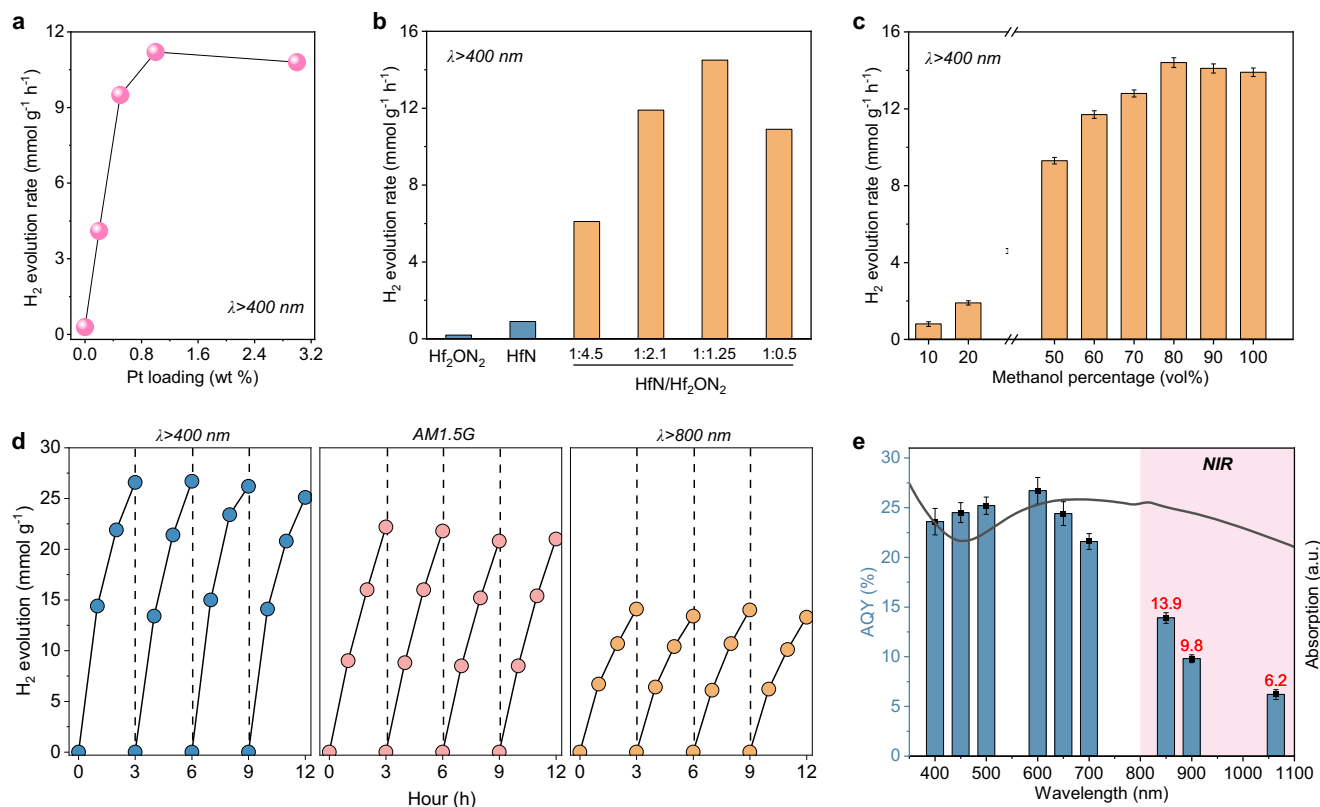 a
λ>400 nm
H2 evolution rate (mmol g-1 h-1)
12
9
6
3
0
0.0 0.8 1.6 2.4 3.2
Pt loading (wt %)
b
λ>400 nm
H2 evolution rate (mmol g-1 h-1)
16
12
8
4
0
Hf2ON2 HfN 1:4.5 1:2.1 1:1.25 1:0.5
HfN/Hf2ON2
c
λ>400 nm
H2 evolution rate (mmol g-1 h-1)
16
12
8
4
0
10 20 50 60 70 80 90 100
Methanol percentage (vol%)
d
λ>400 nm AM1.5G λ>800 nm
H2 evolution (mmol g-1)
30
25
20
15
10
5
0
0 3 6 9 12 0 3 6 9 12 0 3 6 9 12
Hour (h)
e
NIR
AQY (%)
30
25
20
15
10
5
0
13.9
9.8
6.2
Absorption (a.u.)
400 500 600 700 800 900 1000 1100
Wavelength (nm)